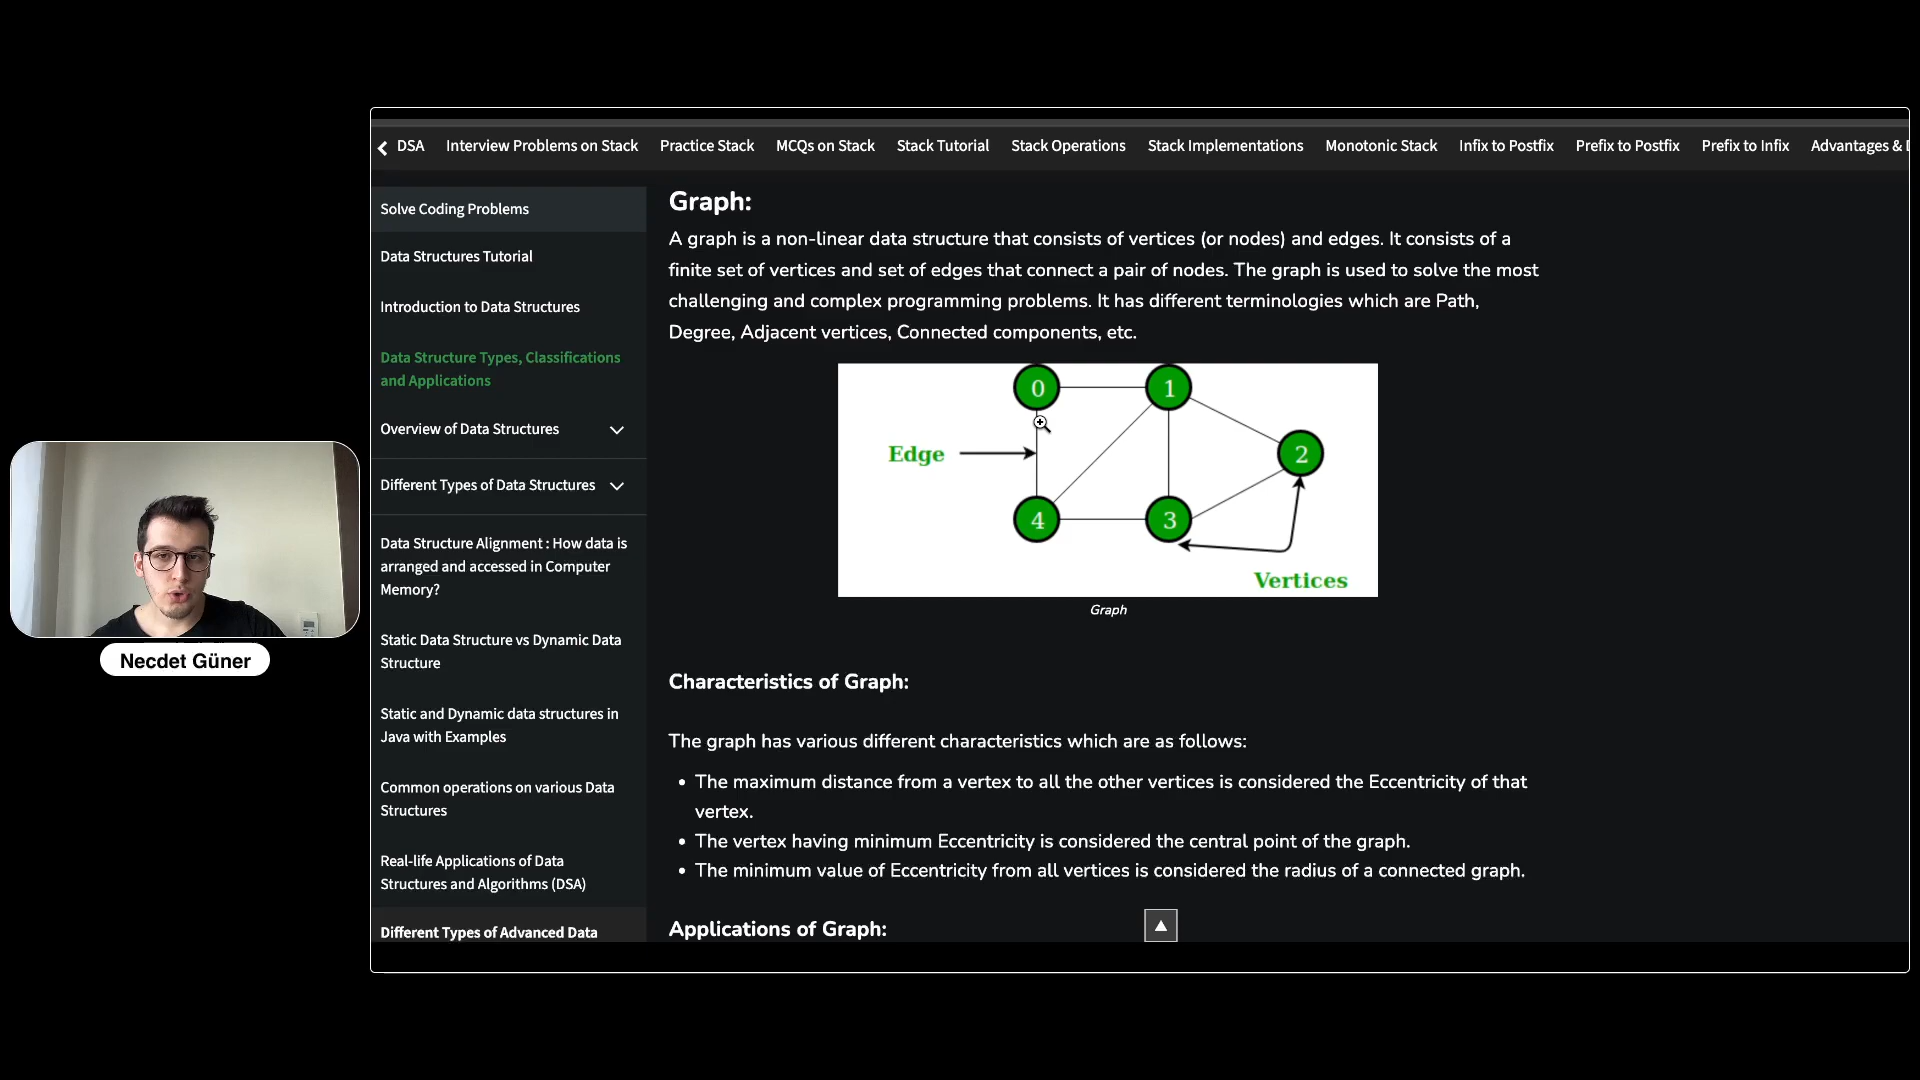 DSA Interview Problems on Stack Practice Stack MCQs on Stack Stack Tutorial Stack Operations Stack Implementations Monotonic Stack Infix to Postfix Prefix to Postfix Prefix to Infix Advantages &
Solve Coding Problems
Data Structures Tutorial
Introduction to Data Structures
Data Structure Types, Classifications
and Applications
Overview of Data Structures
Different Types of Data Structures
Data Structure Alignment : How data is
arranged and accessed in Computer
Memory?
Static Data Structure vs Dynamic Data
Structure
Static and Dynamic data structures in
Java with Examples
Common operations on various Data
Structures
Real-life Applications of Data
Structures and Algorithms (DSA)
Different Types of Advanced Data
Graph:
A graph is a non-linear data structure that consists of vertices (or nodes) and edges. It consists of a
finite set of vertices and set of edges that connect a pair of nodes. The graph is used to solve the most
challenging and complex programming problems. It has different terminologies which are Path,
Degree, Adjacent vertices, Connected components, etc.
0 1
Edge 2
4 3
Vertices
Graph
Characteristics of Graph:
The graph has various different characteristics which are as follows:
• The maximum distance from a vertex to all the other vertices is considered the Eccentricity of that
vertex.
• The vertex having minimum Eccentricity is considered the central point of the graph.
• The minimum value of Eccentricity from all vertices is considered the radius of a connected graph.
Applications of Graph:
Necdet Güner